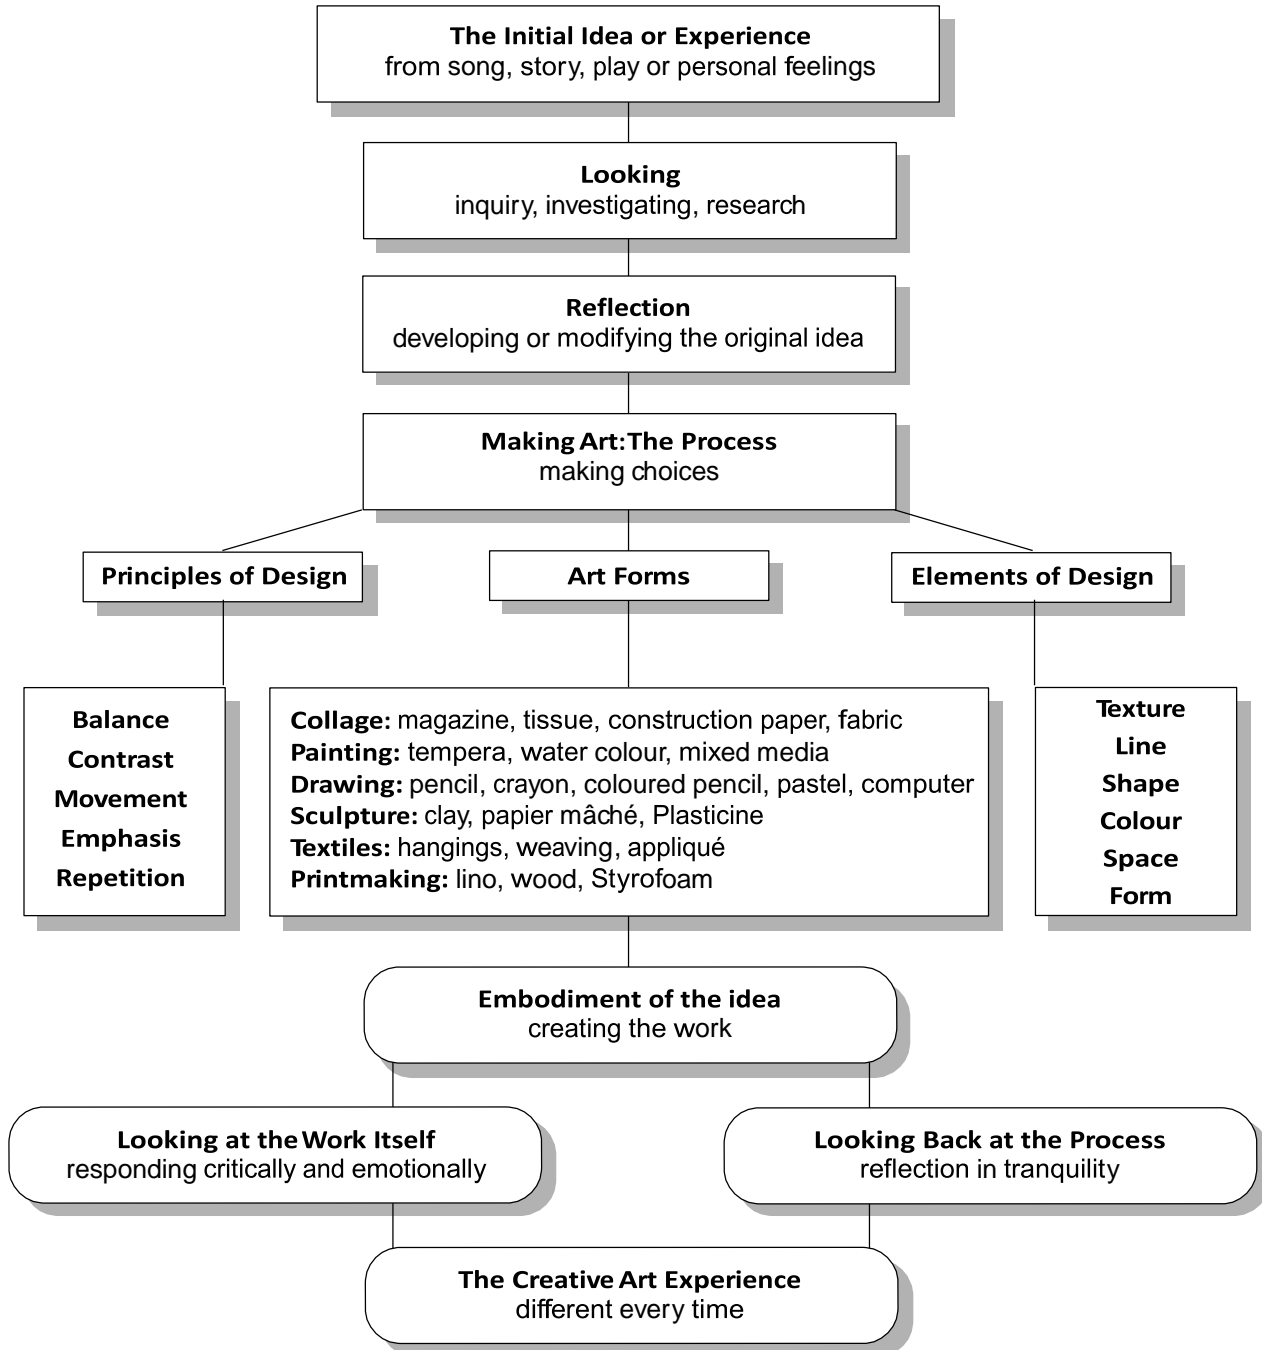 The Initial Idea or Experience
from song, story, play or personal feelings
Looking
inquiry, investigating, research
Reflection
developing or modifying the original idea
Making Art:The Process
making choices
Principles of Design
Art Forms
Elements of Design
Balance
Contrast
Movement
Emphasis
Repetition
Collage: magazine, tissue, construction paper, fabric
Painting: tempera, water colour, mixed media
Drawing: pencil, crayon, coloured pencil, pastel, computer
Sculpture: clay, papier mâché, Plasticine
Textiles: hangings, weaving, appliqué
Printmaking: lino, wood, Styrofoam
Texture
Line
Shape
Colour
Space
Form
Embodiment of the idea
creating the work
Looking at the Work Itself
responding critically and emotionally
Looking Back at the Process
reflection in tranquility
The Creative Art Experience
different every time